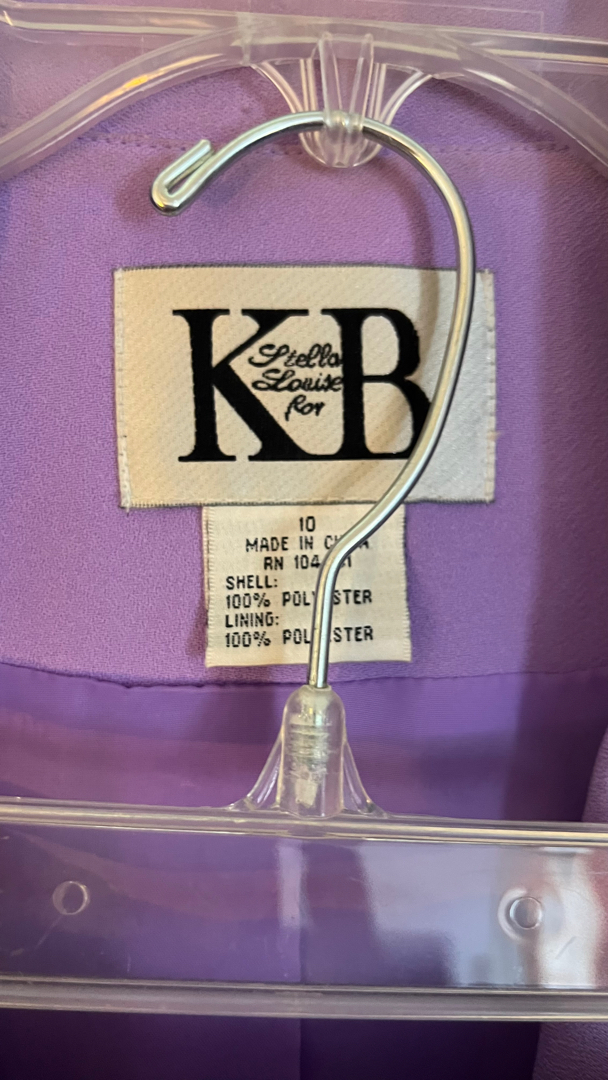 KB
Stella
Louise
for
10
MADE IN
RN
SHELL:
100% POLYESTER
LINING:
100% POLYESTER